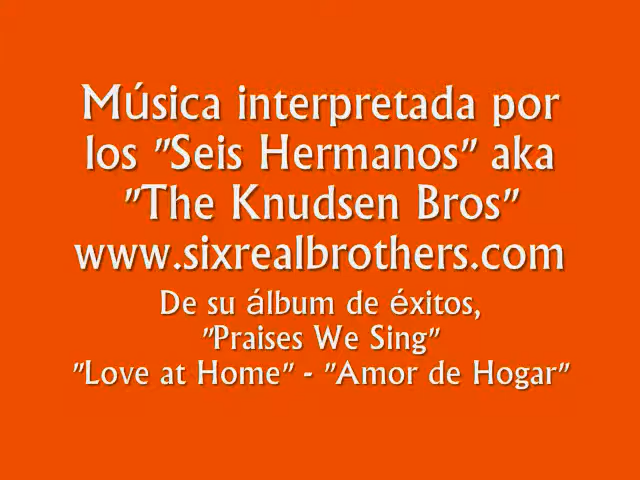 Música interpretada por
los "Seis Hermanos" aka
"The Knudsen Bros"
www.sixrealbrothers.com
De su álbum de éxitos,
"Praises We Sing"
"Love at Home" - "Amor de Hogar"